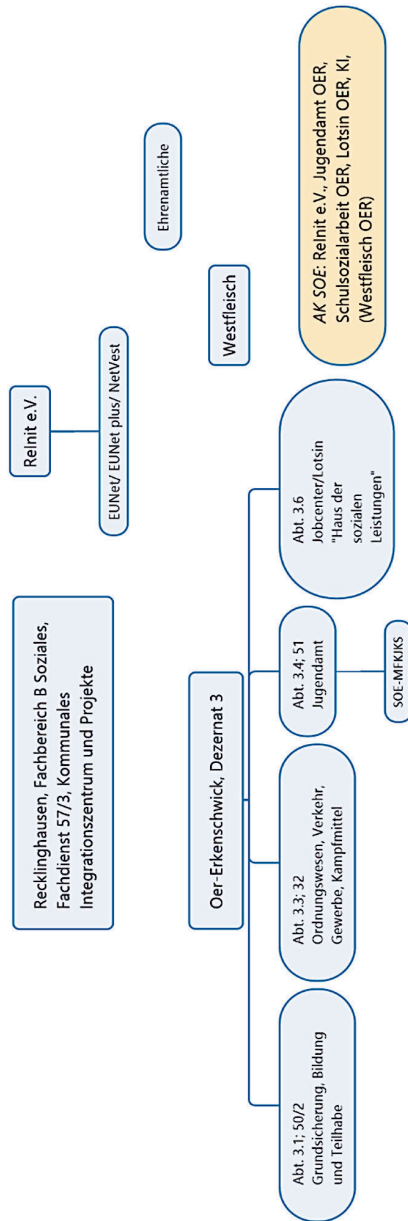 Recklinghausen, Fachbereich B Soziales,
Fachdienst 57/3, Kommunales
Integrationszentrum und Projekte
ReInit e.V.
EUNet/ EUNet plus/ NetVest
Ehrenamtliche
Westfleisch
Oer-Erkenschwick, Dezernat 3
Abt. 3.1; 50/2
Grundsicherung, Bildung
und Teilhabe
Abt. 3.3; 32
Ordnungswesen, Verkehr,
Gewerbe, Kampfmittel
Abt. 3.4; 51
Jugendamt
SOE-MFKJKS
Abt. 3.6
Jobcenter/Lotsin
"Haus der
sozialen
Leistungen"
AK SOE: ReInit e.V., Jugendamt OER,
Schulsozialarbeit OER, Lotsin OER, KI,
(Westfleisch OER)